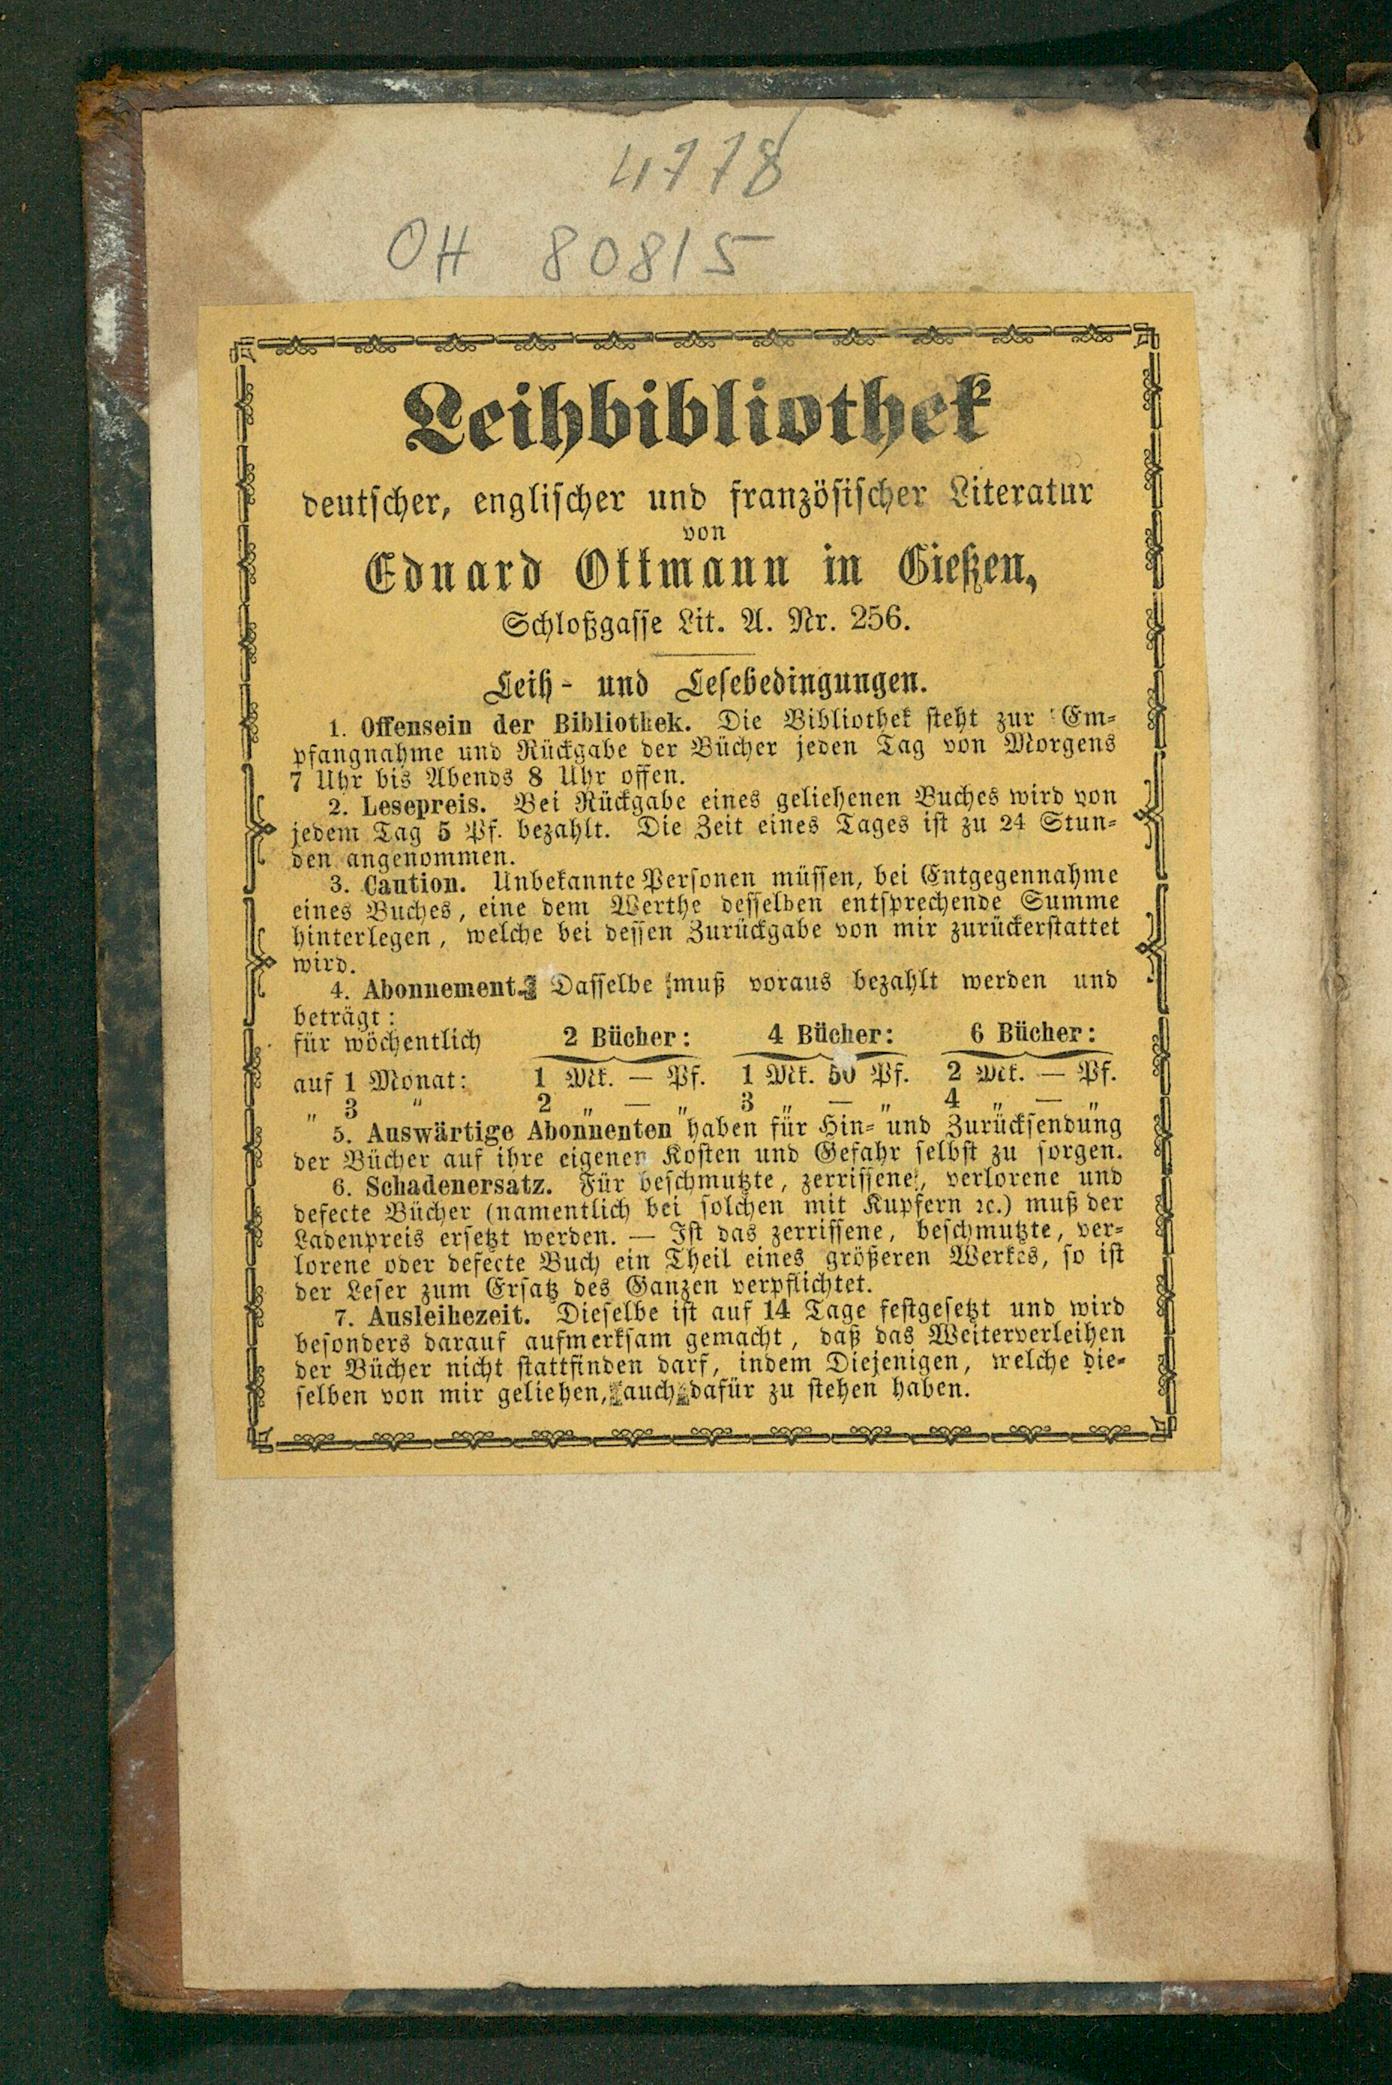 4778
OH 80815
Leihbibliothek
deutscher, englischer und französischer Literatur
von
Eduard Ottmann in Gießen,
Schloßgasse Lit. A. Nr. 256.
Leih- und Lesebedingungen.
1. Offensein der Bibliothek. Die Bibliothek steht zur Em-
pfangnahme und Rückgabe der Bücher jeden Tag von Morgens
7 Uhr bis Abends 8 Uhr offen.
2. Lesepreis. Bei Rückgabe eines geliehenen Buches wird von
jedem Tag 5 Pf. bezahlt. Die Zeit eines Tages ist zu 24 Stun-
den angenommen.
3. Caution. Unbekannte Personen müssen, bei Entgegennahme
eines Buches, eine dem Werthe desselben entsprechende Summe
hinterlegen, welche bei dessen Zurückgabe von mir zurückerstattet
wird.
4. Abonnement. Dasselbe muß voraus bezahlt werden und
beträgt:
für wöchentlich 2 Bücher: 4 Bücher: 6 Bücher:
auf 1 Monat: 1 Mk. — Pf. 1 Mk. 50 Pf. 2 Mk. — Pf.
„ 3 „ 2 „ — „ 3 „ — „ 4 „ — „
5. Auswärtige Abonnenten haben für Hin- und Zurücksendung
der Bücher auf ihre eigenen Kosten und Gefahr selbst zu sorgen.
6. Schadenersatz. Für beschmutzte, zerrissene, verlorene und
defecte Bücher (namentlich bei solchen mit Kupfern ꝛc.) muß der
Ladenpreis ersetzt werden. — Ist das zerrissene, beschmutzte, ver-
lorene oder defecte Buch ein Theil eines größeren Werkes, so ist
der Leser zum Ersatz des Ganzen verpflichtet.
7. Ausleihezeit. Dieselbe ist auf 14 Tage festgesetzt und wird
besonders darauf aufmerksam gemacht, daß das Weiterverleihen
der Bücher nicht stattfinden darf, indem Diejenigen, welche die-
selben von mir geliehen, auch dafür zu stehen haben.